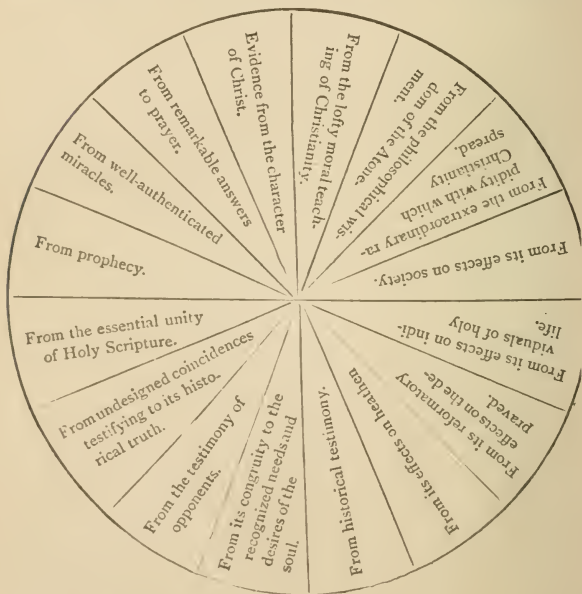 Evidence from the character
of Christ.
From the lofty moral teach-
ing of Christianity.
From the philosophical wis-
dom of the Atone-
ment.
From the extraordinary ra-
pidity with which
Christianity
spread.
From its effects on society.
From its effects on indi-
viduals of holy
life.
From its reformatory
effects on the de-
praved.
From its effects on heathen
From historical testimony.
From its congruity to the
recognized needs and
desires of the
soul.
From the testimony of
opponents.
From undesigned coincidences
testifying to its histo-
rical truth.
From the essential unity
of Holy Scripture.
From prophecy.
From well-authenticated
miracles.
From remarkable answers
to prayer.